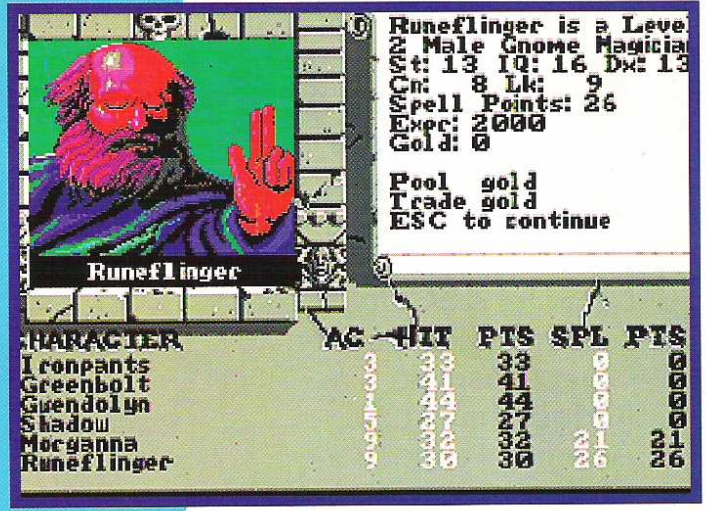 Runeflinger is a Leve
2 Male Gnome Magicia
St: 13 IQ: 16 Dx: 13
Cn: 8 Lk: 9
Spell Points: 26
Exper: 2000
Gold: 0
Pool gold
Trade gold
ESC to continue
Runeflinger
HARACTER AC HIT PTS SPL PTS
Ironpants 3 33 33 0 0
Greenbolt 3 41 41 0 0
Gwendolyn 1 44 44 0 0
Shadow 5 27 27 0 0
Morganna 9 32 32 21 21
Runeflinger 9 30 30 26 26